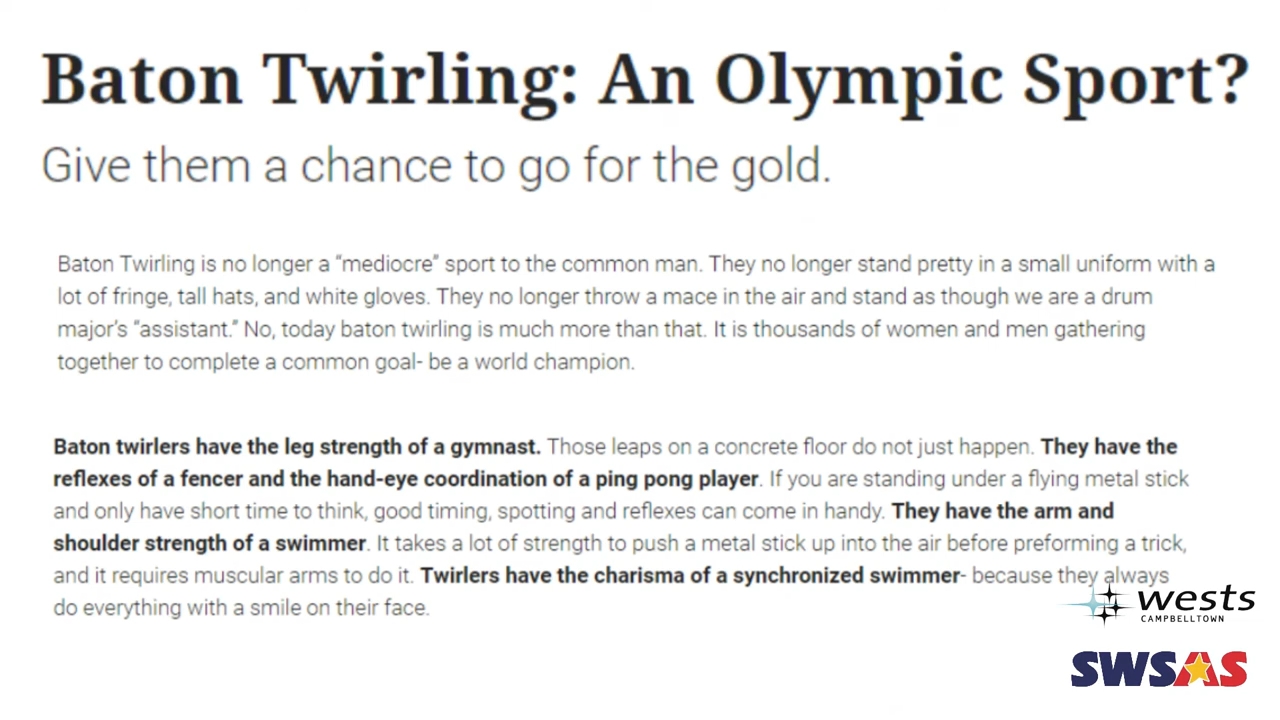 Baton Twirling: An Olympic Sport?
Give them a chance to go for the gold.
Baton Twirling is no longer a “mediocre” sport to the common man. They no longer stand pretty in a small uniform with a
lot of fringe, tall hats, and white gloves. They no longer throw a mace in the air and stand as though we are a drum
major’s “assistant.” No, today baton twirling is much more than that. It is thousands of women and men gathering
together to complete a common goal- be a world champion.
Baton twirlers have the leg strength of a gymnast. Those leaps on a concrete floor do not just happen. They have the
reflexes of a fencer and the hand-eye coordination of a ping pong player. If you are standing under a flying metal stick
and only have short time to think, good timing, spotting and reflexes can come in handy. They have the arm and
shoulder strength of a swimmer. It takes a lot of strength to push a metal stick up into the air before preforming a trick,
and it requires muscular arms to do it. Twirlers have the charisma of a synchronized swimmer- because they always
do everything with a smile on their face.
wests
CAMPBELLTOWN
SWSAS